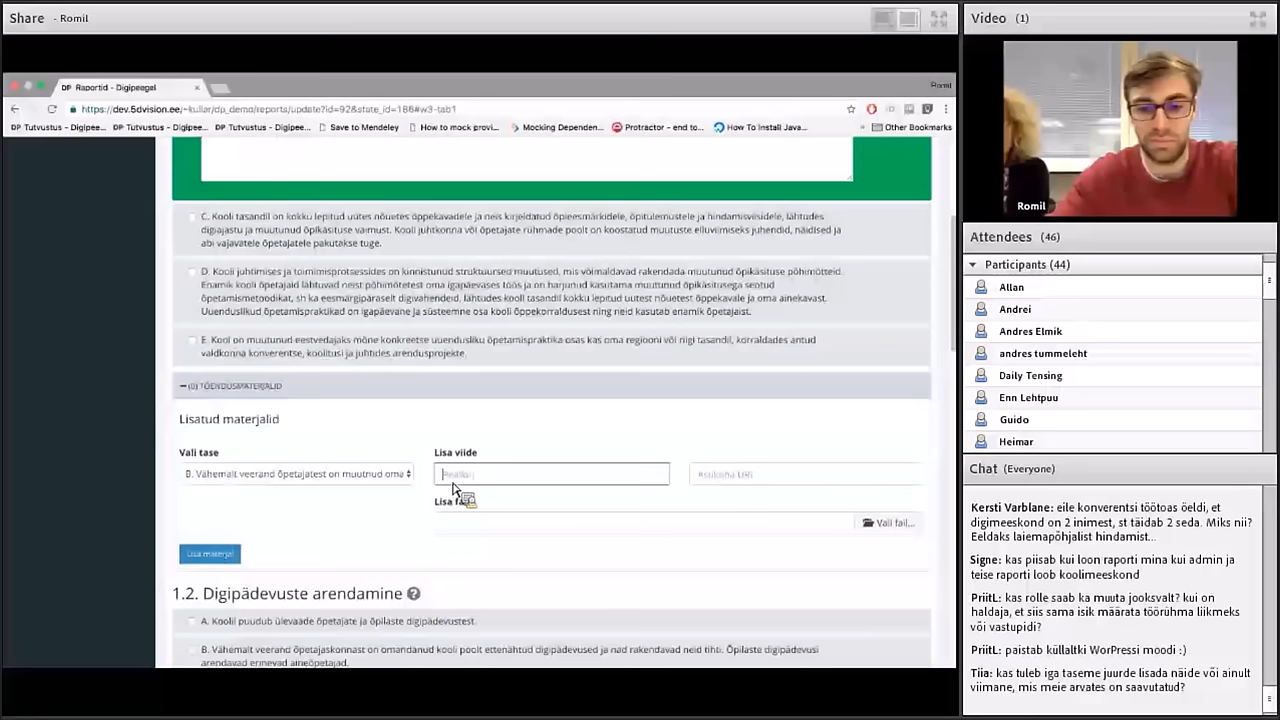 Share - Romil
DP Raportid - Digipeegel
Romil
https://dev.5dvision.ee/~kullar/dp_demo/reports/update?id=92&state_id=186#w3-tab1
DP Tutvustus - Digipee... DP Tutvustus - Digipee... DP Tutvustus - Digipee... Save to Mendeley How to mock provi... Mocking Dependen... Protractor - end to... How To Install Java... » Other Bookmarks
C. Kooli tasandil on kokku lepitud uutes nõuetes õppekavadele ja neis kirjeldatud õpieesmärkidele, õpitulemustele ja hindamisviisidele, lähtudes
digiajastu ja muutunud õpikäsituse vaimust. Kooli juhtkonna või õpetajate rühmade poolt on koostatud muutuste elluviimiseks juhendid, näidised ja
abi vajavatele õpetajatele pakutakse tuge.
D. Kooli juhtimises ja toimimisprotsessides on kinnistunud struktuursed muutused, mis võimaldavad rakendada muutunud õpikäsituse põhimõtteid.
Enamik kooli õpetajaid lähtuvad neist põhimõtetest oma igapäevases töös ja on harjunud kasutama muutunud õpikäsitusega seotud
õpetamismetoodikat, sh ka eesmärgipäraselt digivahendeid, lähtudes kooli tasandil kokku lepitud uutest nõuetest õppekavale ja oma ainekavast.
Uuenduslikud õpetamispraktikad on igapäevane ja süsteemne osa kooli õppekorraldusest ning neid kasutab enamik õpetajaist.
E. Kool on muutunud eestvedajaks mõne konkreetse uuendusliku õpetamispraktika osas kas oma regiooni või riigi tasandil, korraldades antud
valdkonna konverentse, koolitusi ja juhtides arendusprojekte.
(0) TÕENDUSMATERJALID
Lisatud materjalid
Vali tase
Lisa viide
B. Vähemalt veerand õpetajatest on muutnud oma
Pealkiri
Asukoha URL
Lisa
Vali fail...
Lisa materjal
1.2. Digipädevuste arendamine
A. Koolil puudub ülevaade õpetajate ja õpilaste digipädevustest.
B. Vähemalt veerand õpetajaskonnast on omandanud kooli poolt ettenähtud digipädevused ja nad rakendavad neid tihti. Õpilaste digipädevusi
arendavad erinevad aineõpetajad.
Video (1)
Romil
Attendees (46)
Participants (44)
Allan
Andrei
Andres Elmik
andres tummeleht
Daily Tensing
Enn Lehtpuu
Guido
Heimar
Chat (Everyone)
Kersti Varblane: eile konverentsi töötoas öeldi, et
digimeeskond on 2 inimest, st täidab 2 seda. Miks nii?
Eeldaks laiemapõhjalist hindamist...
Signe: kas piisab kui loon raporti mina kui admin ja
teise raporti loob koolimeeskond
PriitL: kas rolle saab ka muuta jooksvalt? kui on
haldaja, et siis sama isik määrata töörühma liikmeks
või vastupidi?
PriitL: paistab küllaltki WorPressi moodi :)
Tiia: kas tuleb iga taseme juurde lisada näide või ainult
viimane, mis meie arvates on saavutatud?